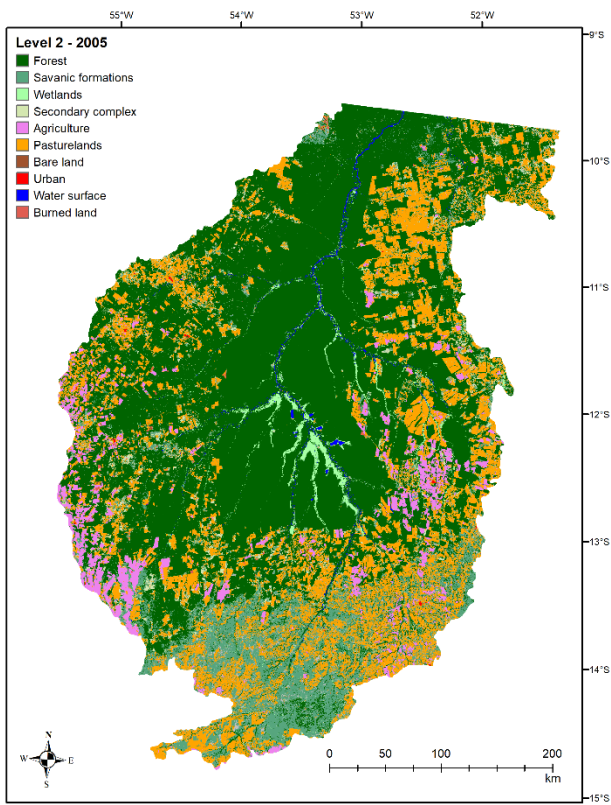 55°W 54°W 53°W 52°W
Level 2 - 2005
Forest
Savanic formations
Wetlands
Secondary complex
Agriculture
Pasturelands
Bare land
Urban
Water surface
Burned land
9°S
10°S
11°S
12°S
13°S
14°S
15°S
N
W E
S
0 50 100 200
km